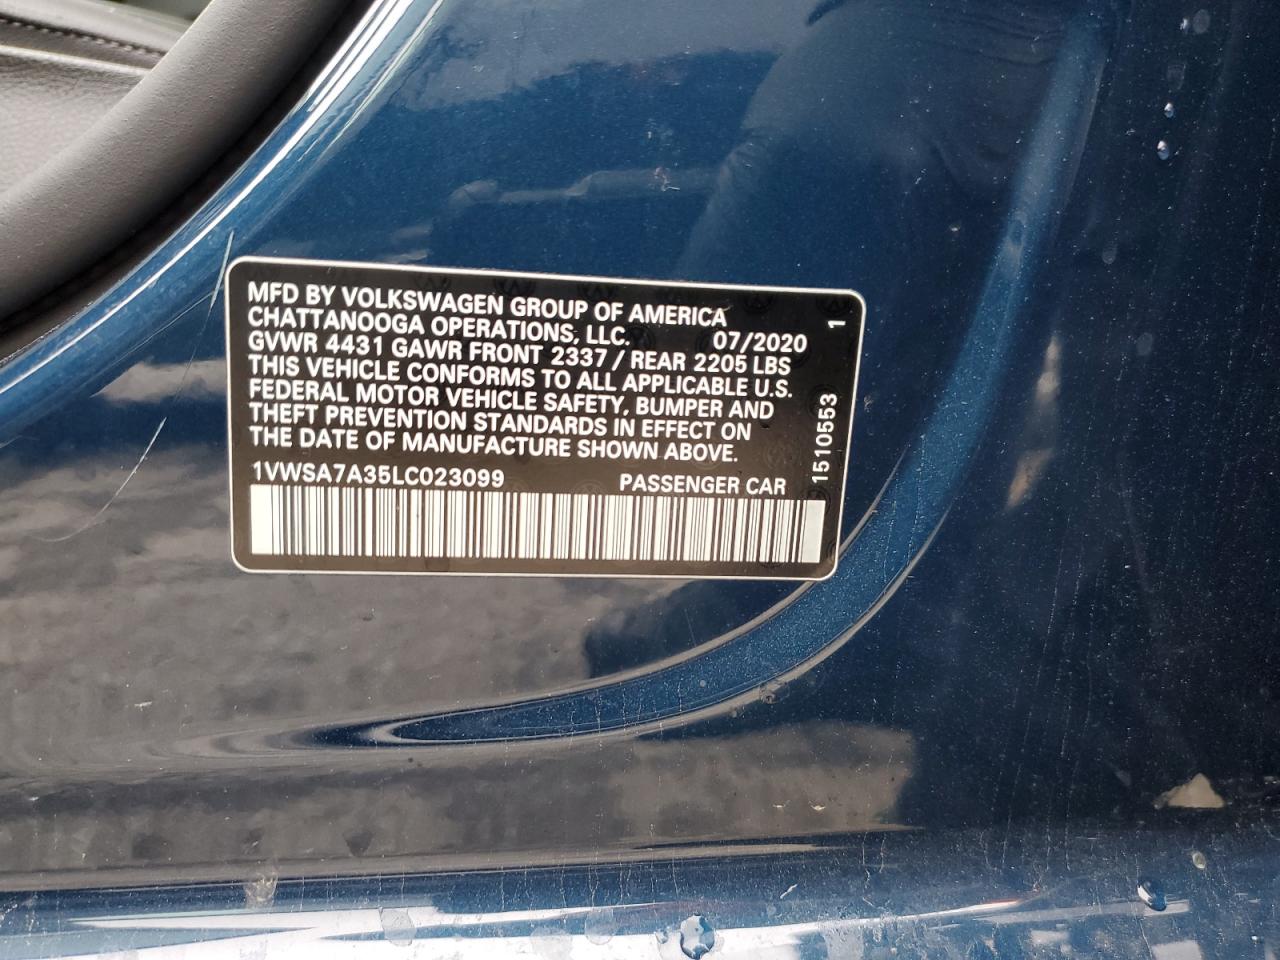 MFD BY VOLKSWAGEN GROUP OF AMERICA
CHATTANOOGA OPERATIONS, LLC. 07/2020
GVWR 4431 GAWR FRONT 2337 / REAR 2205 LBS
THIS VEHICLE CONFORMS TO ALL APPLICABLE U.S.
FEDERAL MOTOR VEHICLE SAFETY, BUMPER AND
THEFT PREVENTION STANDARDS IN EFFECT ON
THE DATE OF MANUFACTURE SHOWN ABOVE.
1VWSA7A35LC023099 PASSENGER CAR
1510553 1